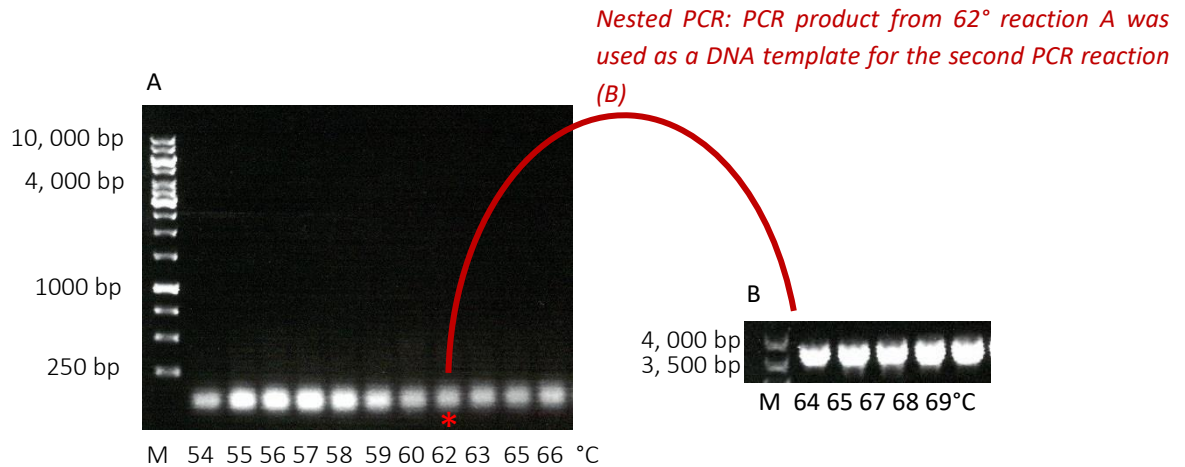 Nested PCR: PCR product from 62° reaction A was
used as a DNA template for the second PCR reaction
(B)
A
10, 000 bp
4, 000 bp
1000 bp
250 bp
*
M 54 55 56 57 58 59 60 62 63 65 66 °C
B
4, 000 bp
3, 500 bp
M 64 65 67 68 69°C